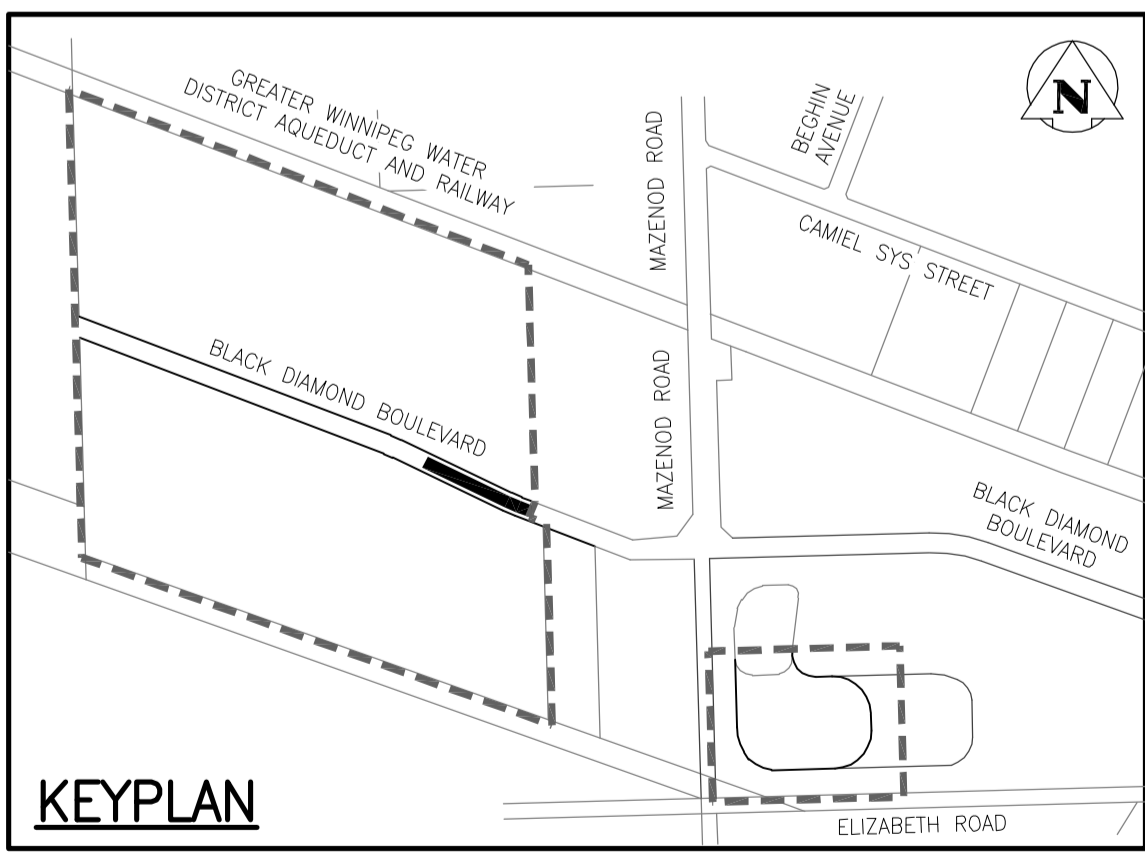 GREATER WINNIPEG WATER
DISTRICT AQUEDUCT AND RAILWAY
MAZENOD ROAD
BEGHIN
AVENUE
N
CAMIEL SYS STREET
BLACK DIAMOND BOULEVARD
MAZENOD ROAD
BLACK DIAMOND
BOULEVARD
KEYPLAN
ELIZABETH ROAD